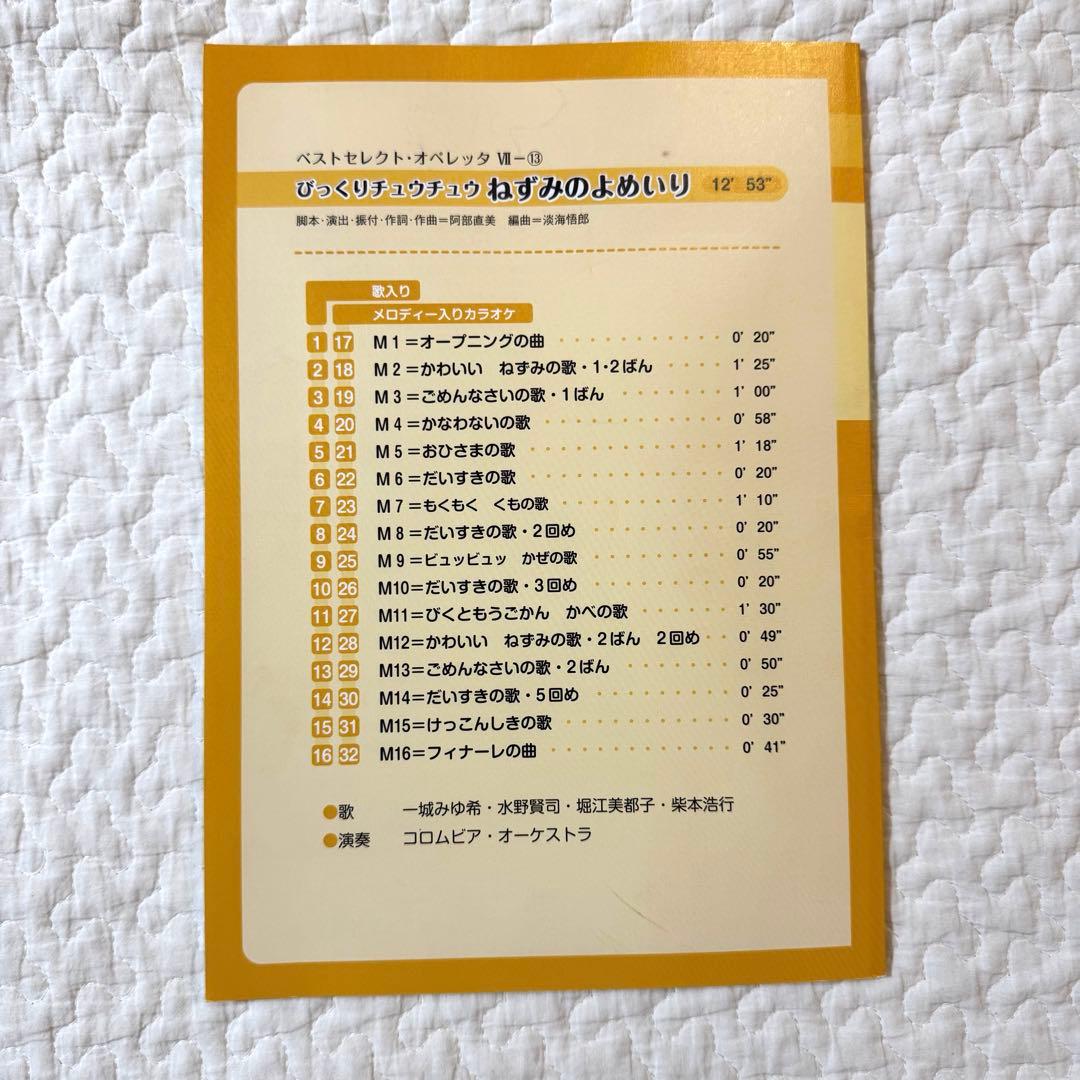 ベストセレクト・オペレッタ Ⅶ－⑬
びっくりチュウチュウ ねずみのよめいり 12’53”
脚本・演出・振付・作詞・作曲＝阿部直美 編曲＝淡海悟郎
歌入り
メロディー入りカラオケ
1 17 M1＝オープニングの曲 0’20”
2 18 M2＝かわいい ねずみの歌・1・2ばん 1’25”
3 19 M3＝ごめんなさいの歌・1ばん 1’00”
4 20 M4＝かなわないの歌 0’58”
5 21 M5＝おひさまの歌 1’18”
6 22 M6＝だいすきの歌 0’20”
7 23 M7＝もくもく くもの歌 1’10”
8 24 M8＝だいすきの歌・2回め 0’20”
9 25 M9＝ビュッビュッ かぜの歌 0’55”
10 26 M10＝だいすきの歌・3回め 0’20”
11 27 M11＝びくともうごかん かべの歌 1’30”
12 28 M12＝かわいい ねずみの歌・2ばん 2回め 0’49”
13 29 M13＝ごめんなさいの歌・2ばん 0’50”
14 30 M14＝だいすきの歌・5回め 0’25”
15 31 M15＝けっこんしきの歌 0’30”
16 32 M16＝フィナーレの曲 0’41”
●歌 一城みゆ希・水野賢司・堀江美都子・柴本浩行
●演奏 コロムビア・オーケストラ